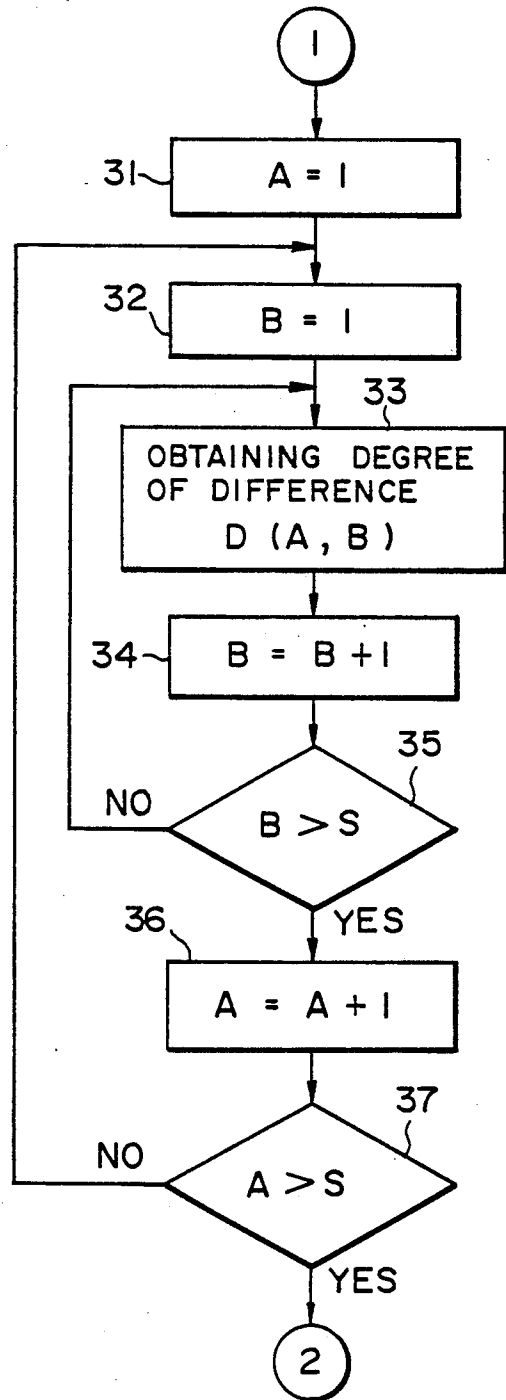 1
31
A = 1
32
B = 1
33
OBTAINING DEGREE
OF DIFFERENCE
D (A, B)
34
B = B + 1
35
NO
B > S
YES
36
A = A + 1
37
NO
A > S
YES
2